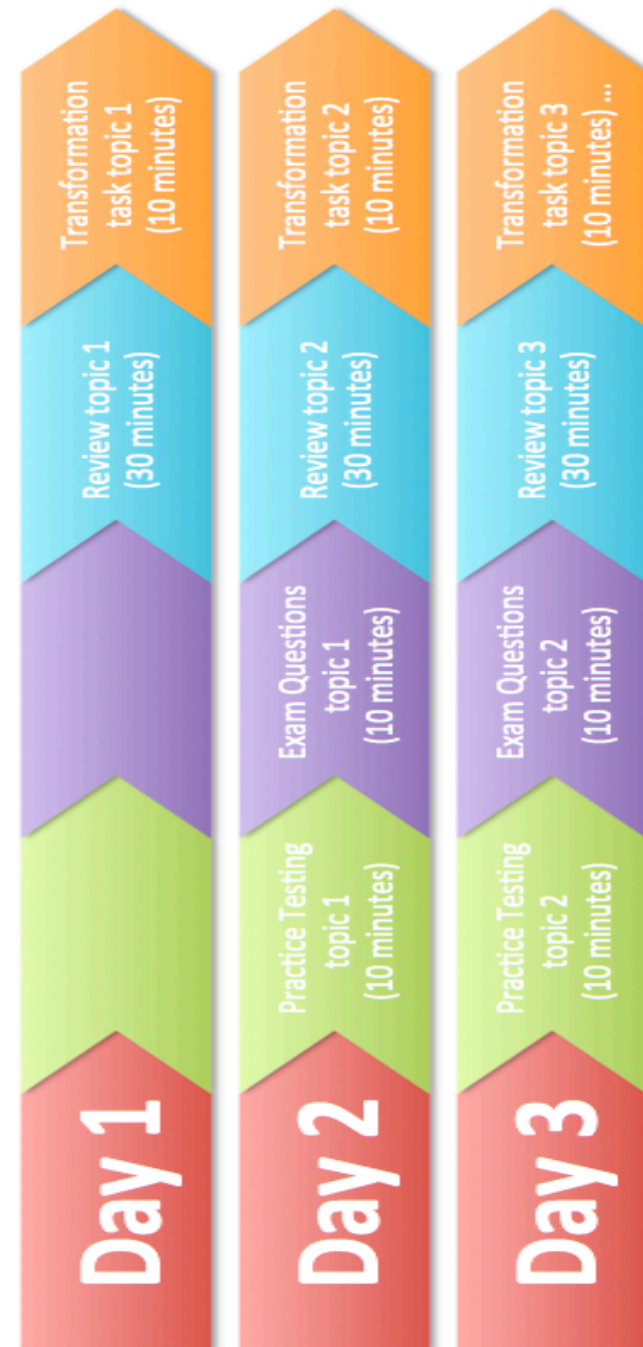 Day 1
Review topic 1
(30 minutes)
Transformation
task topic 1
(10 minutes)
Day 2
Practice Testing
topic 1
(10 minutes)
Exam Questions
topic 1
(10 minutes)
Review topic 2
(30 minutes)
Transformation
task topic 2
(10 minutes)
Day 3
Practice Testing
topic 2
(10 minutes)
Exam Questions
topic 2
(10 minutes)
Review topic 3
(30 minutes)
Transformation
task topic 3
(10 minutes) ...